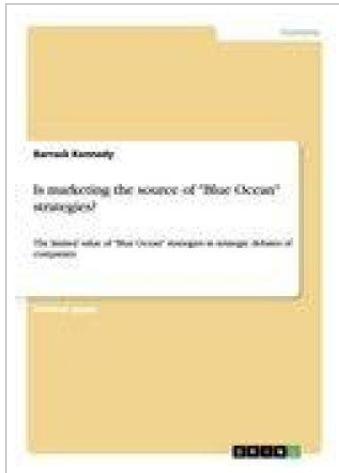 Barrack Kennedy
Is marketing the source of "Blue Ocean"
strategies?
The limited value of "Blue Ocean" strategies in strategic debates of
companies
GRIN